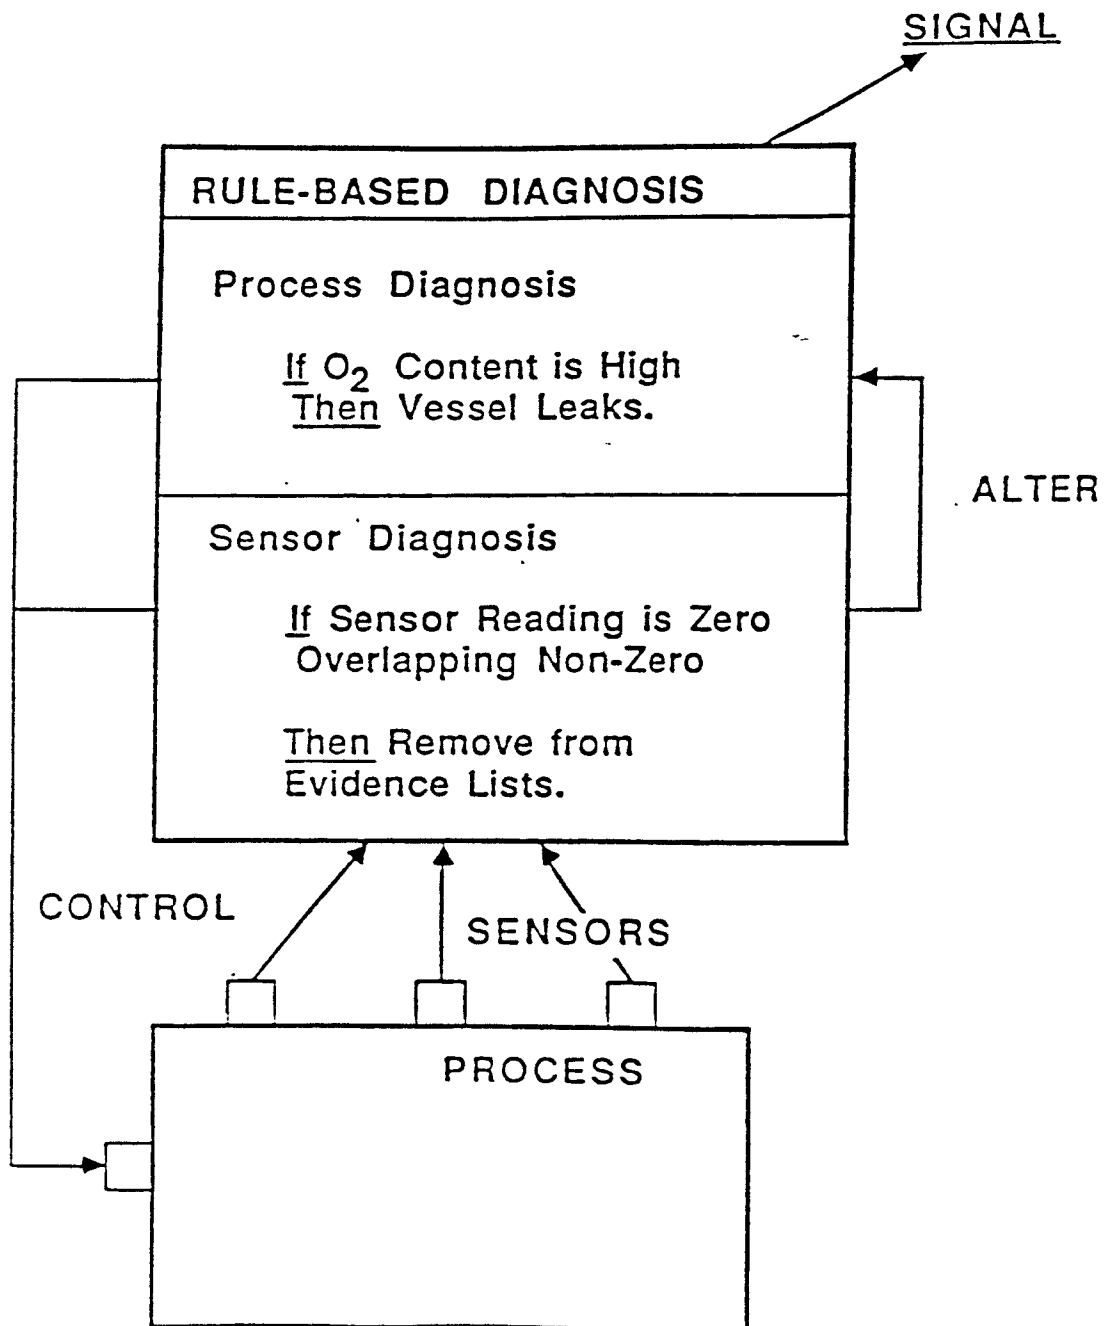 SIGNAL
RULE-BASED DIAGNOSIS
Process Diagnosis
If O₂ Content is High
Then Vessel Leaks.
ALTER
Sensor Diagnosis
If Sensor Reading is Zero
Overlapping Non-Zero
Then Remove from
Evidence Lists.
CONTROL
SENSORS
PROCESS